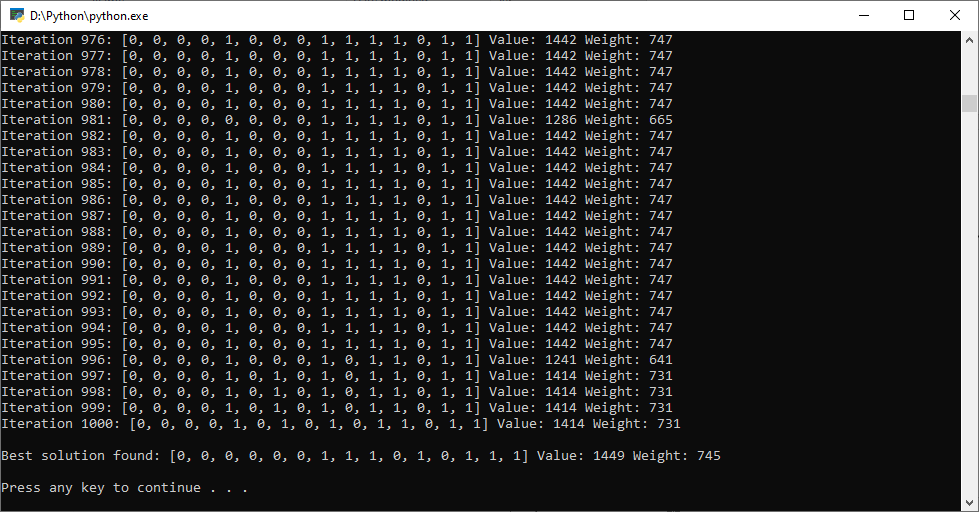 D:\Python\python.exe
Iteration 976: [0, 0, 0, 0, 1, 0, 0, 0, 1, 1, 1, 1, 0, 1, 1] Value: 1442 Weight: 747
Iteration 977: [0, 0, 0, 0, 1, 0, 0, 0, 1, 1, 1, 1, 0, 1, 1] Value: 1442 Weight: 747
Iteration 978: [0, 0, 0, 0, 1, 0, 0, 0, 1, 1, 1, 1, 0, 1, 1] Value: 1442 Weight: 747
Iteration 979: [0, 0, 0, 0, 1, 0, 0, 0, 1, 1, 1, 1, 0, 1, 1] Value: 1442 Weight: 747
Iteration 980: [0, 0, 0, 0, 1, 0, 0, 0, 1, 1, 1, 1, 0, 1, 1] Value: 1442 Weight: 747
Iteration 981: [0, 0, 0, 0, 0, 0, 0, 0, 1, 1, 1, 1, 0, 1, 1] Value: 1286 Weight: 665
Iteration 982: [0, 0, 0, 0, 1, 0, 0, 0, 1, 1, 1, 1, 0, 1, 1] Value: 1442 Weight: 747
Iteration 983: [0, 0, 0, 0, 1, 0, 0, 0, 1, 1, 1, 1, 0, 1, 1] Value: 1442 Weight: 747
Iteration 984: [0, 0, 0, 0, 1, 0, 0, 0, 1, 1, 1, 1, 0, 1, 1] Value: 1442 Weight: 747
Iteration 985: [0, 0, 0, 0, 1, 0, 0, 0, 1, 1, 1, 1, 0, 1, 1] Value: 1442 Weight: 747
Iteration 986: [0, 0, 0, 0, 1, 0, 0, 0, 1, 1, 1, 1, 0, 1, 1] Value: 1442 Weight: 747
Iteration 987: [0, 0, 0, 0, 1, 0, 0, 0, 1, 1, 1, 1, 0, 1, 1] Value: 1442 Weight: 747
Iteration 988: [0, 0, 0, 0, 1, 0, 0, 0, 1, 1, 1, 1, 0, 1, 1] Value: 1442 Weight: 747
Iteration 989: [0, 0, 0, 0, 1, 0, 0, 0, 1, 1, 1, 1, 0, 1, 1] Value: 1442 Weight: 747
Iteration 990: [0, 0, 0, 0, 1, 0, 0, 0, 1, 1, 1, 1, 0, 1, 1] Value: 1442 Weight: 747
Iteration 991: [0, 0, 0, 0, 1, 0, 0, 0, 1, 1, 1, 1, 0, 1, 1] Value: 1442 Weight: 747
Iteration 992: [0, 0, 0, 0, 1, 0, 0, 0, 1, 1, 1, 1, 0, 1, 1] Value: 1442 Weight: 747
Iteration 993: [0, 0, 0, 0, 1, 0, 0, 0, 1, 1, 1, 1, 0, 1, 1] Value: 1442 Weight: 747
Iteration 994: [0, 0, 0, 0, 1, 0, 0, 0, 1, 1, 1, 1, 0, 1, 1] Value: 1442 Weight: 747
Iteration 995: [0, 0, 0, 0, 1, 0, 0, 0, 1, 1, 1, 1, 0, 1, 1] Value: 1442 Weight: 747
Iteration 996: [0, 0, 0, 0, 1, 0, 0, 0, 1, 0, 1, 1, 0, 1, 1] Value: 1241 Weight: 641
Iteration 997: [0, 0, 0, 0, 1, 0, 1, 0, 1, 0, 1, 1, 0, 1, 1] Value: 1414 Weight: 731
Iteration 998: [0, 0, 0, 0, 1, 0, 1, 0, 1, 0, 1, 1, 0, 1, 1] Value: 1414 Weight: 731
Iteration 999: [0, 0, 0, 0, 1, 0, 1, 0, 1, 0, 1, 1, 0, 1, 1] Value: 1414 Weight: 731
Iteration 1000: [0, 0, 0, 0, 1, 0, 1, 0, 1, 0, 1, 1, 0, 1, 1] Value: 1414 Weight: 731
Best solution found: [0, 0, 0, 0, 0, 0, 1, 1, 1, 0, 1, 0, 1, 1, 1] Value: 1449 Weight: 745
Press any key to continue . . .